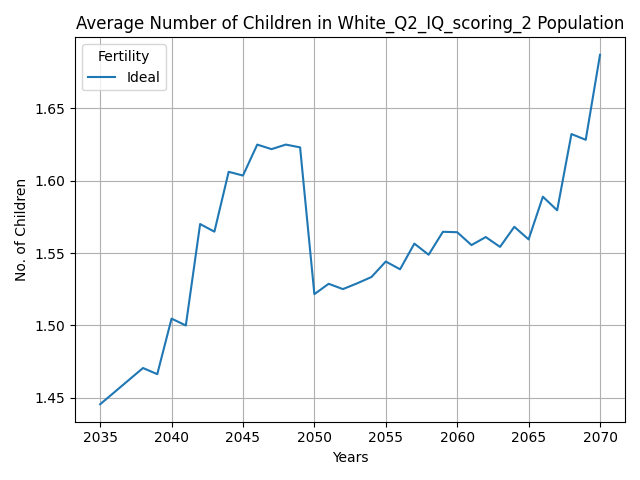 Average Number of Children in White_Q2_IQ_scoring_2 Population
Fertility
Ideal
No. of Children
1.65
1.60
1.55
1.50
1.45
2035 2040 2045 2050 2055 2060 2065 2070
Years